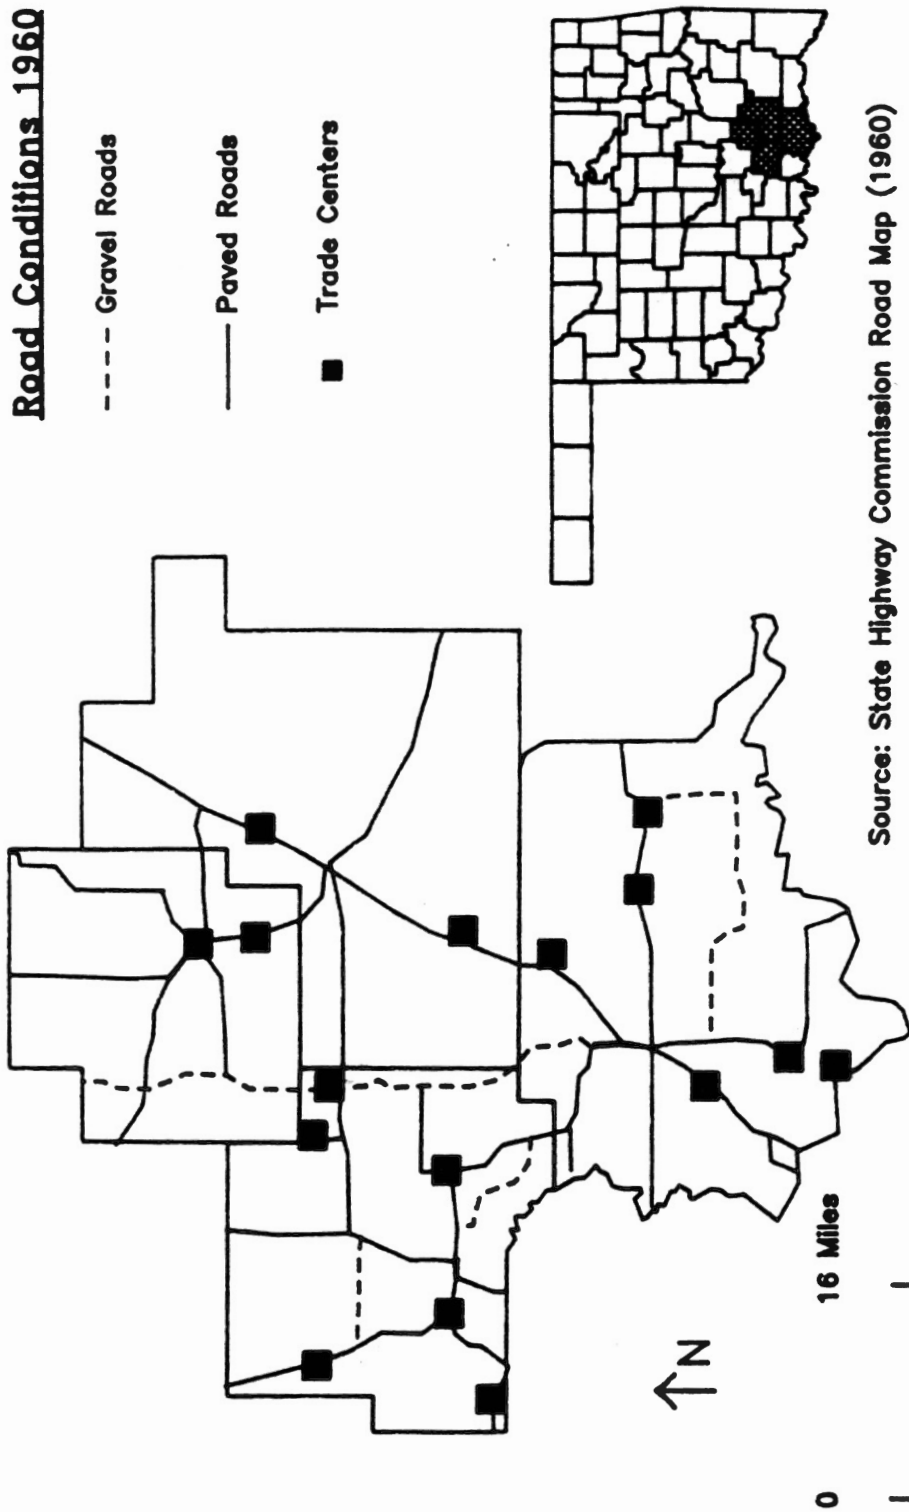 Road Conditions 1960
Gravel Roads
Paved Roads
Trade Centers
N
0
16 Miles
Source: State Highway Commission Road Map (1960)